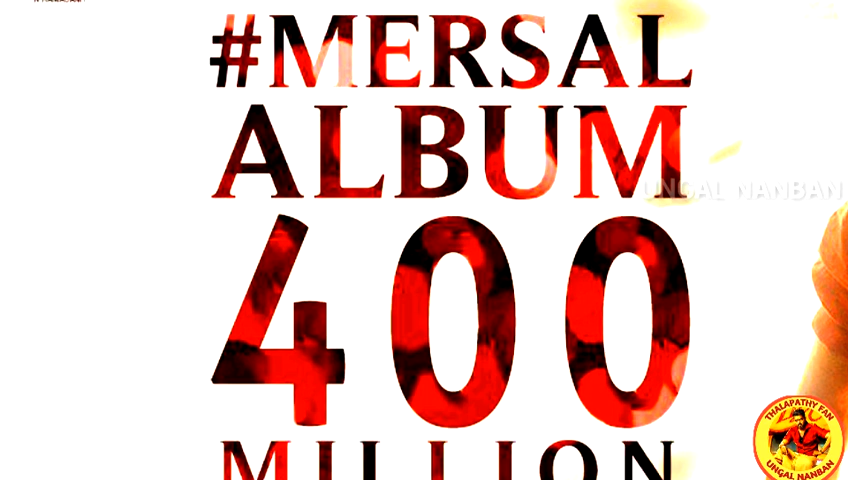 #MERSAL
ALBUM
UNGAL NANBAN
400
MILLION
THALAPATHY FAN
UNGAL NANBAN